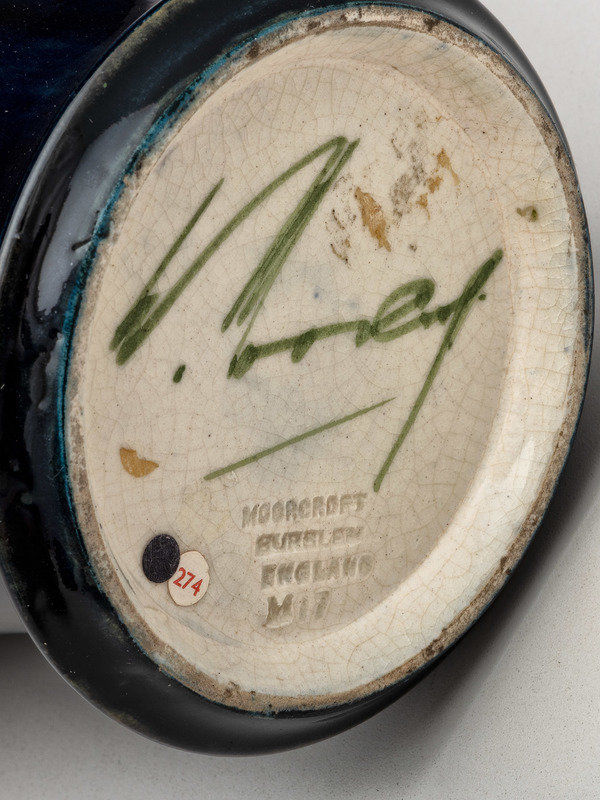 MOORCROFT
BURSLEM
ENGLAND
M17
274